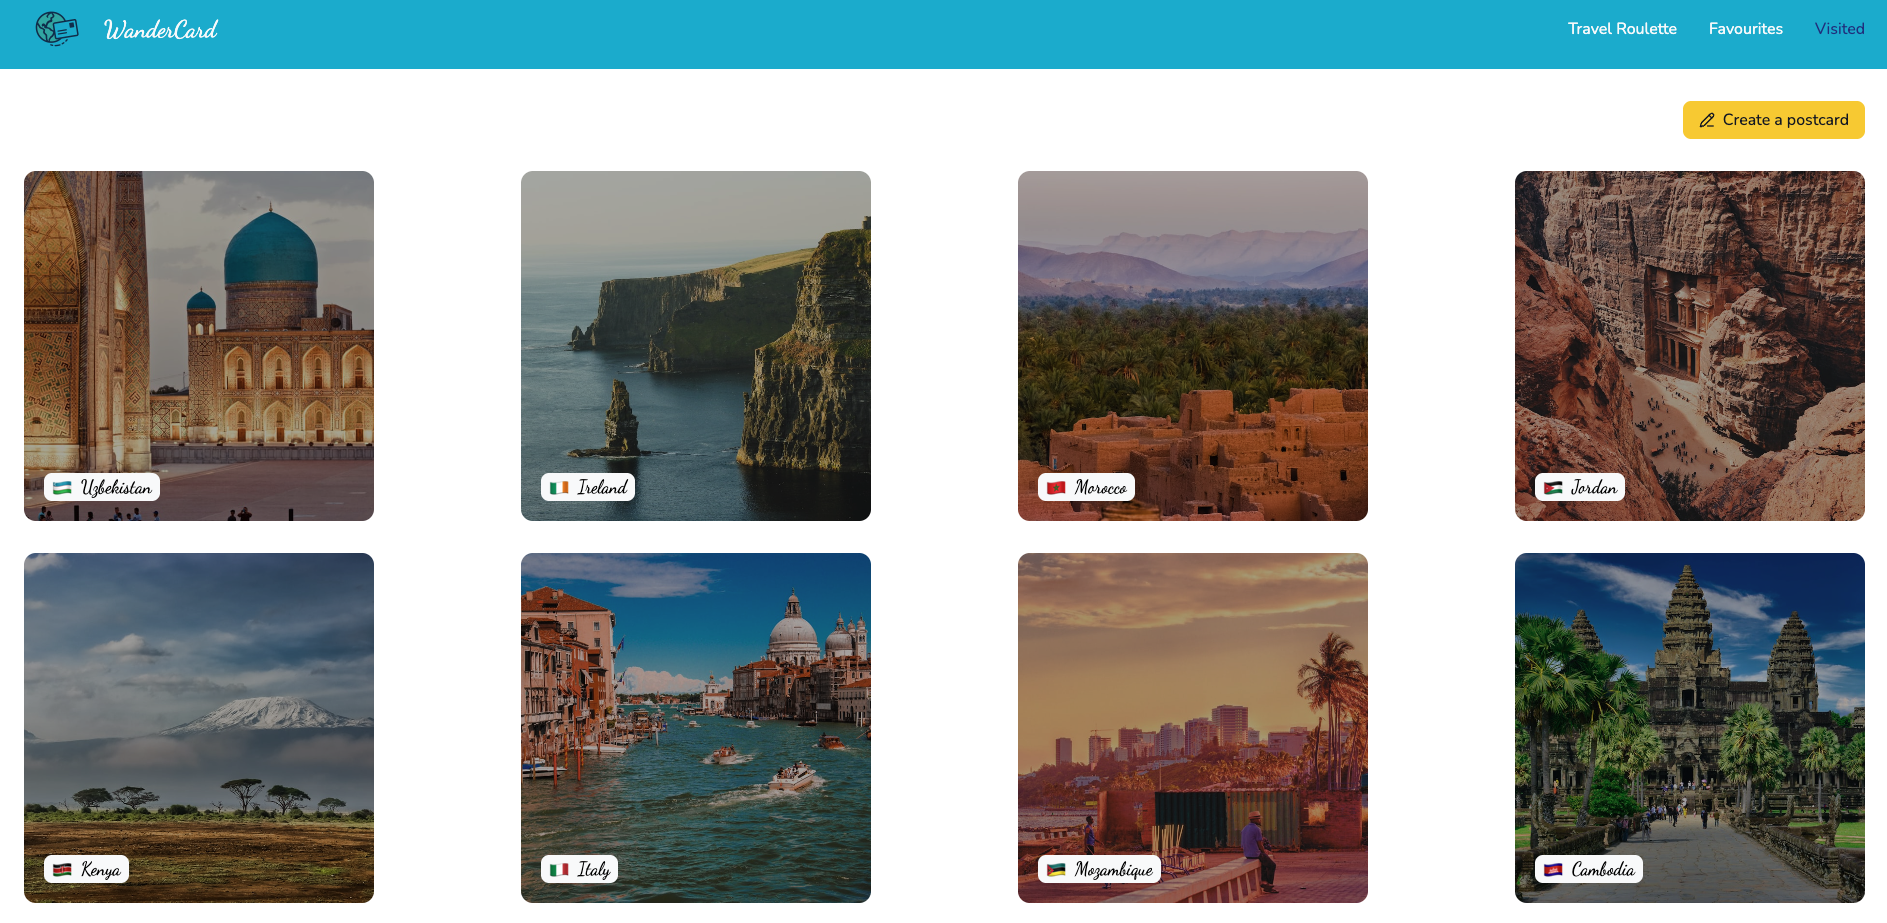 WanderCard
Travel Roulette
Favourites
Visited
Create a postcard
Uzbekistan
Ireland
Morocco
Jordan
Kenya
Italy
Mozambique
Cambodia